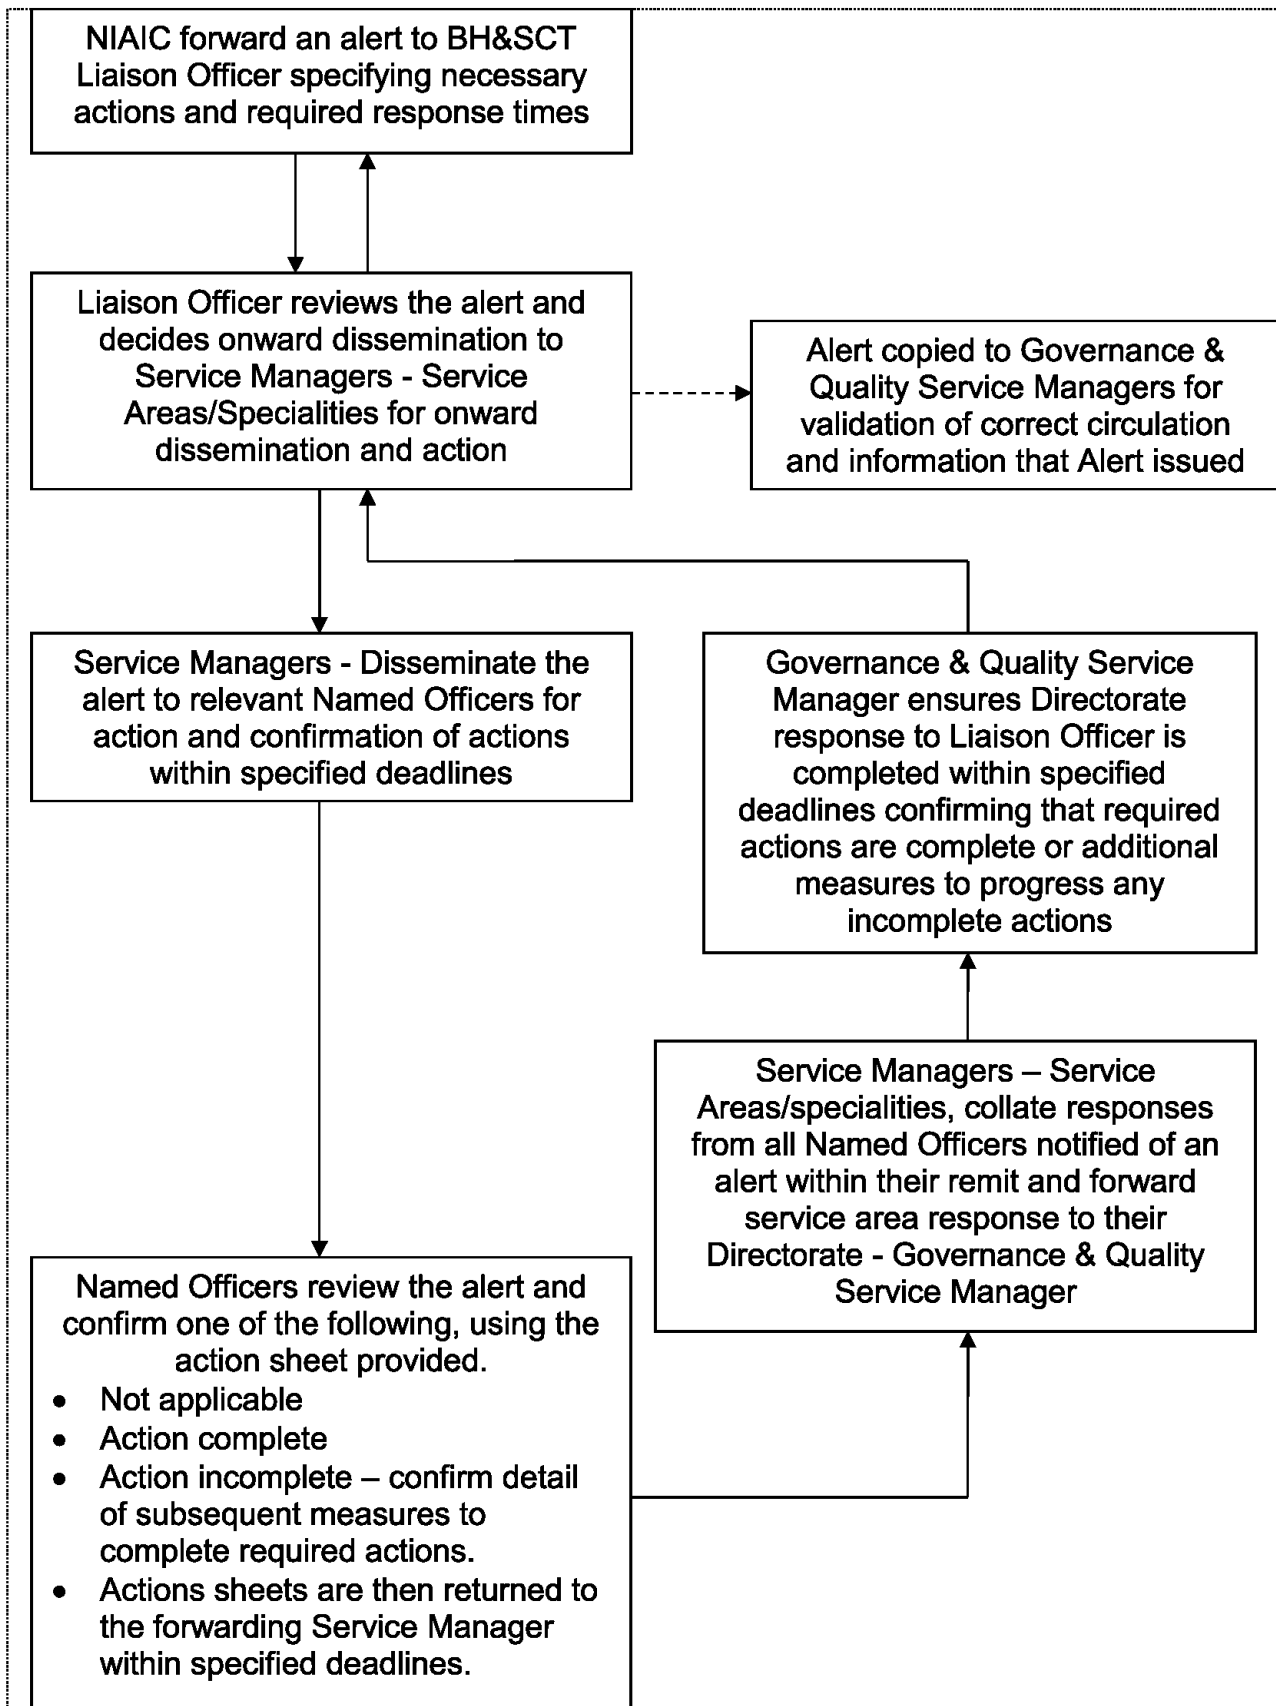 NIAIC forward an alert to BH&SCT
Liaison Officer specifying necessary
actions and required response times
Liaison Officer reviews the alert and
decides onward dissemination to
Service Managers - Service
Areas/Specialities for onward
dissemination and action
Alert copied to Governance &
Quality Service Managers for
validation of correct circulation
and information that Alert issued
Service Managers - Disseminate the
alert to relevant Named Officers for
action and confirmation of actions
within specified deadlines
Governance & Quality Service
Manager ensures Directorate
response to Liaison Officer is
completed within specified
deadlines confirming that required
actions are complete or additional
measures to progress any
incomplete actions
Service Managers – Service
Areas/specialities, collate responses
from all Named Officers notified of an
alert within their remit and forward
service area response to their
Directorate - Governance & Quality
Service Manager
Named Officers review the alert and
confirm one of the following, using the
action sheet provided.
• Not applicable
• Action complete
• Action incomplete – confirm detail
of subsequent measures to
complete required actions.
• Actions sheets are then returned to
the forwarding Service Manager
within specified deadlines.